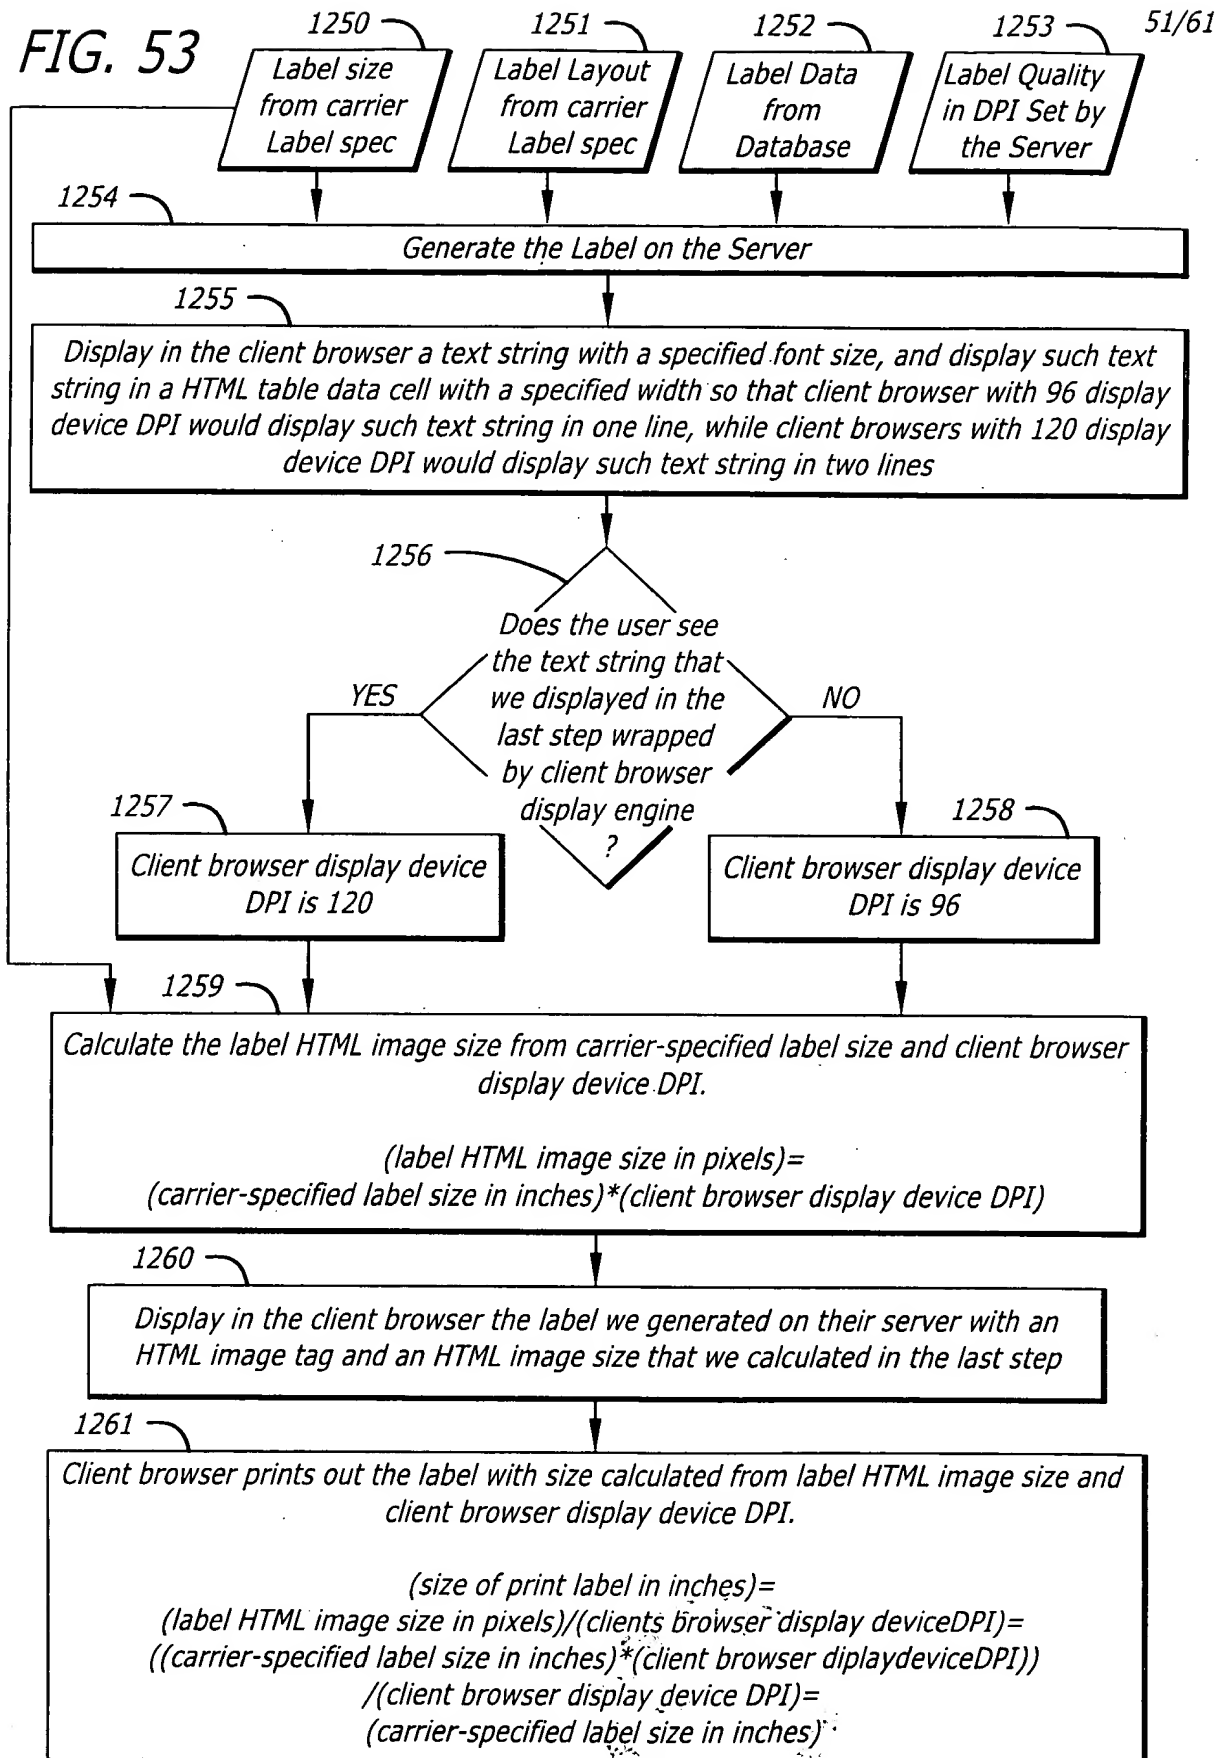 FIG. 53
51/61
1250
Label size
from carrier
Label spec
1251
Label Layout
from carrier
Label spec
1252
Label Data
from
Database
1253
Label Quality
in DPI Set by
the Server
1254
Generate the Label on the Server
1255
Display in the client browser a text string with a specified font size, and display such text
string in a HTML table data cell with a specified width so that client browser with 96 display
device DPI would display such text string in one line, while client browsers with 120 display
device DPI would display such text string in two lines
1256
Does the user see
the text string that
we displayed in the
last step wrapped
by client browser
display engine
?
YES
NO
1257
Client browser display device
DPI is 120
1258
Client browser display device
DPI is 96
1259
Calculate the label HTML image size from carrier-specified label size and client browser
display device DPI.
(label HTML image size in pixels)=
(carrier-specified label size in inches)*(client browser display device DPI)
1260
Display in the client browser the label we generated on their server with an
HTML image tag and an HTML image size that we calculated in the last step
1261
Client browser prints out the label with size calculated from label HTML image size and
client browser display device DPI.
(size of print label in inches)=
(label HTML image size in pixels)/(clients browser display deviceDPI)=
((carrier-specified label size in inches)*(client browser diplaydeviceDPI))
/(client browser display device DPI)=
(carrier-specified label size in inches)